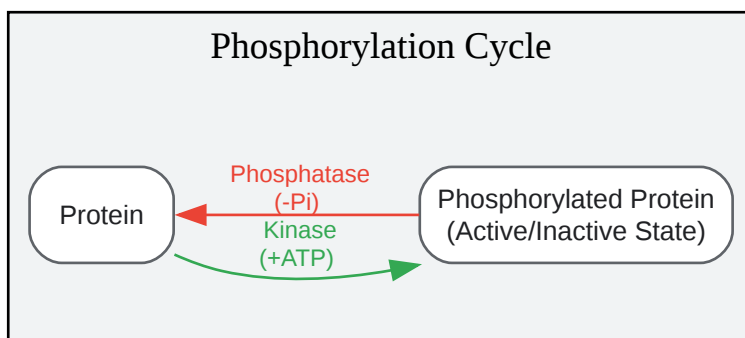 Phosphorylation Cycle
Protein
Phosphatase
(-Pi)
Kinase
(+ATP)
Phosphorylated Protein
(Active/Inactive State)